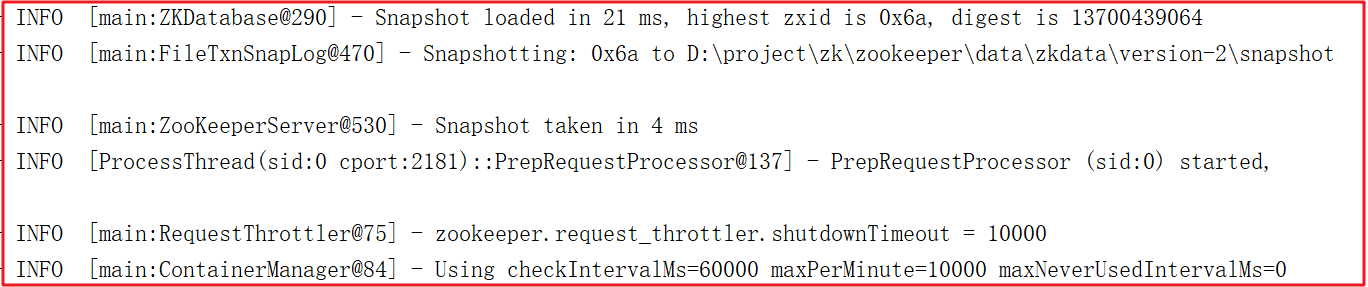 INFO [main:ZKDatabase@290] - Snapshot loaded in 21 ms, highest zxid is 0x6a, digest is 13700439064
INFO [main:FileTxnSnapLog@470] - Snapshotting: 0x6a to D:\project\zk\zookeeper\data\zkdata\version-2\snapshot
INFO [main:ZooKeeperServer@530] - Snapshot taken in 4 ms
INFO [ProcessThread(sid:0 cport:2181)::PrepRequestProcessor@137] - PrepRequestProcessor (sid:0) started,
INFO [main:RequestThrottler@75] - zookeeper.request_throttler.shutdownTimeout = 10000
INFO [main:ContainerManager@84] - Using checkIntervalMs=60000 maxPerMinute=10000 maxNeverUsedIntervalMs=0